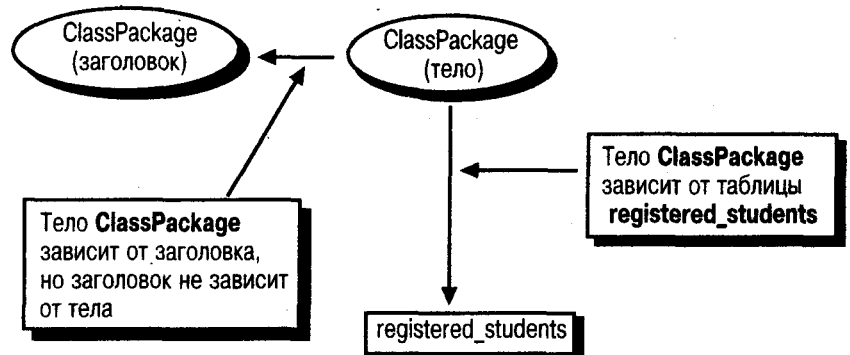 ClassPackage
(заголовок)
ClassPackage
(тело)
Тело ClassPackage
зависит от таблицы
registered_students
Тело ClassPackage
зависит от заголовка,
но заголовок не зависит
от тела
registered_students